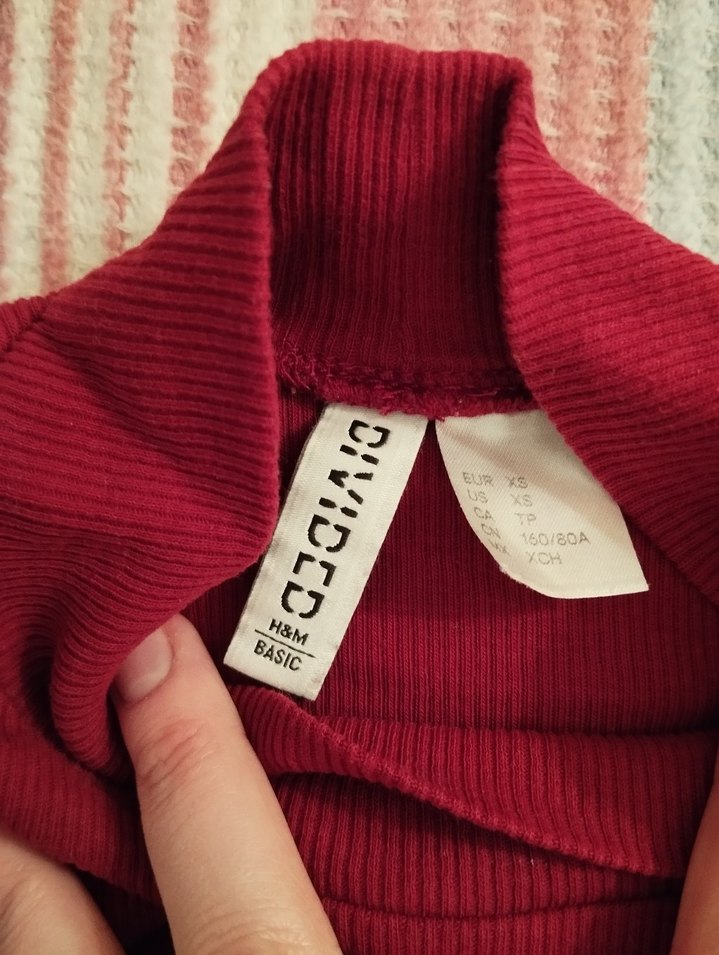 DIVIDED
H&M
BASIC
EUR XS
US XS
CA TP
CN 160/80A
MX XCH